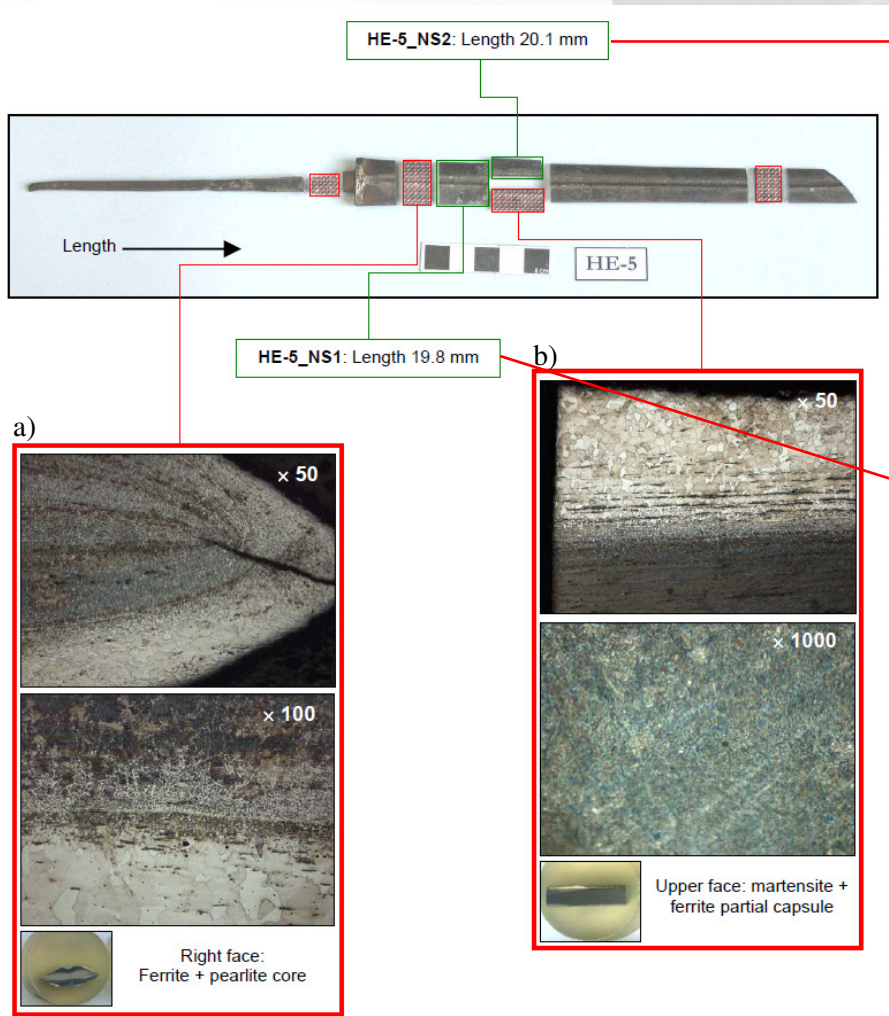 HE-5_NS2: Length 20.1 mm
Length
HE-5
HE-5_NS1: Length 19.8 mm
a)
b)
× 50
× 50
× 100
× 1000
Right face:
Ferrite + pearlite core
Upper face: martensite +
ferrite partial capsule